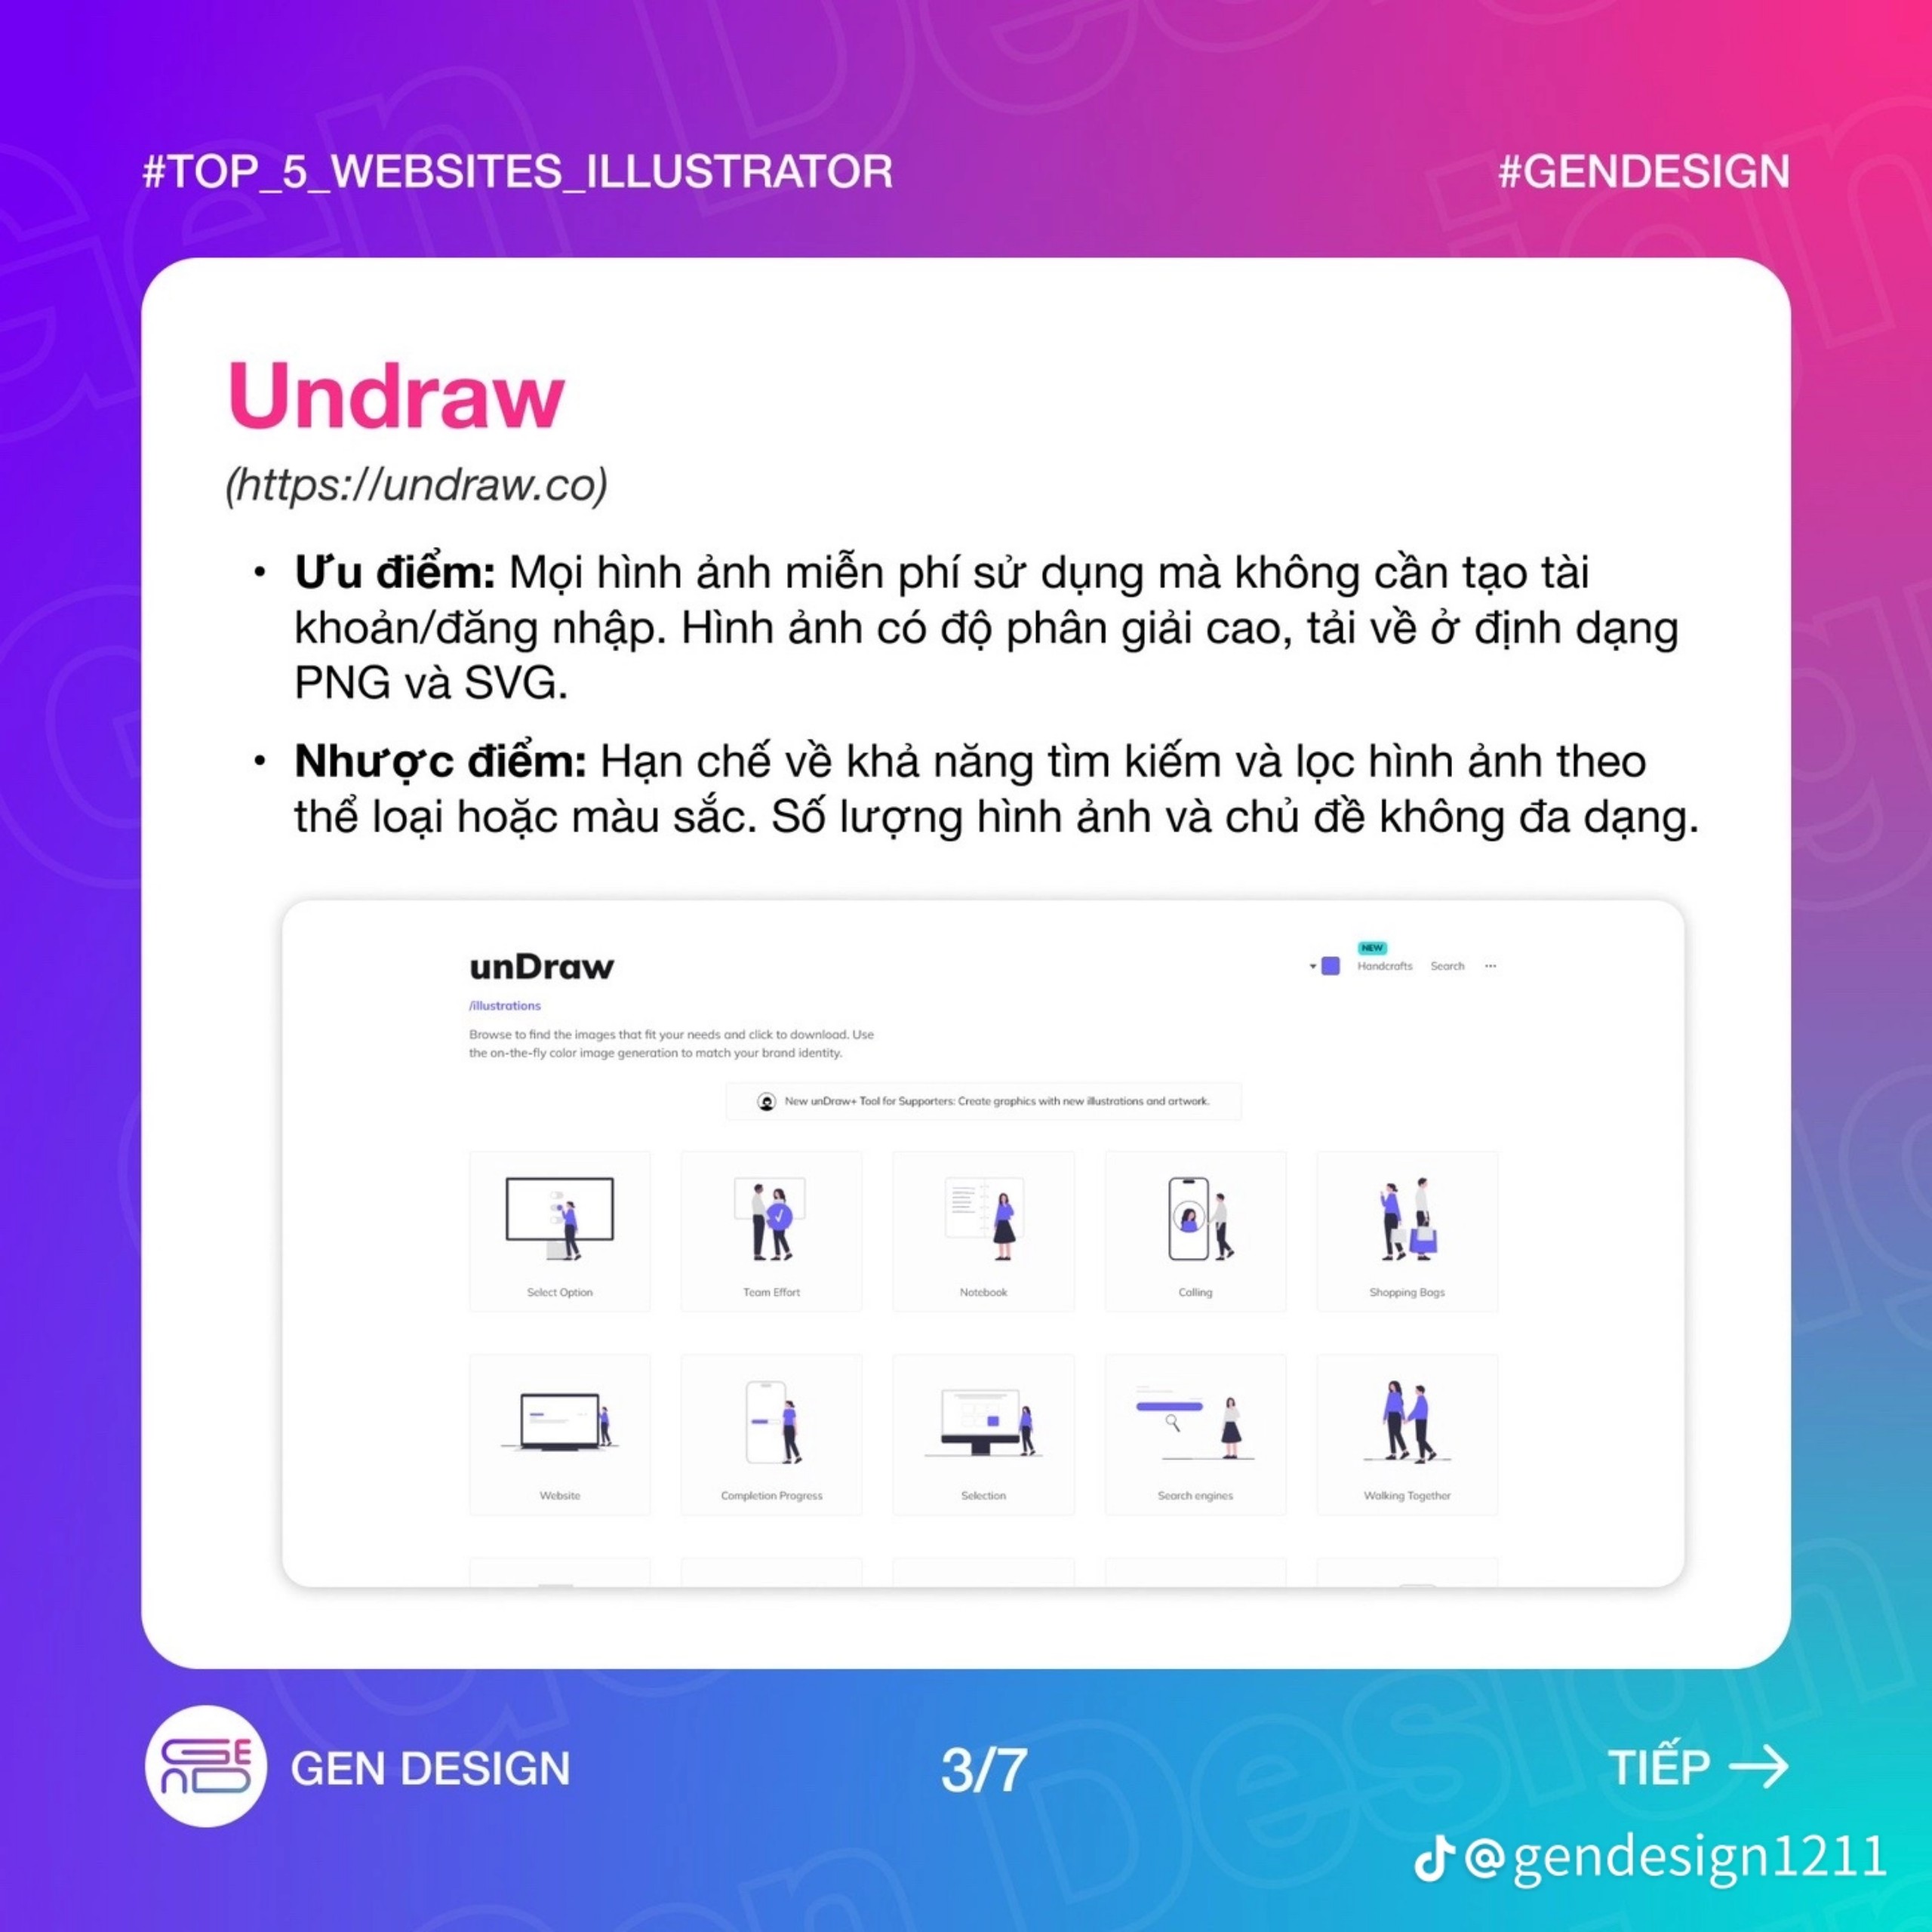 #TOP_5_WEBSITES_ILLUSTRATOR
#GENDESIGN
Undraw
(https://undraw.co)
• Ưu điểm: Mọi hình ảnh miễn phí sử dụng mà không cần tạo tài
khoản/đăng nhập. Hình ảnh có độ phân giải cao, tải về ở định dạng
PNG và SVG.
• Nhược điểm: Hạn chế về khả năng tìm kiếm và lọc hình ảnh theo
thể loại hoặc màu sắc. Số lượng hình ảnh và chủ đề không đa dạng.
unDraw
NEW
Handcrafts
Search
···
/illustrations
Browse to find the images that fit your needs and click to download. Use
the on-the-fly color image generation to match your brand identity.
New unDraw+ Tool for Supporters: Create graphics with new illustrations and artwork.
Select Option
Team Effort
Notebook
Calling
Shopping Bags
Website
Completion Progress
Selection
Search engines
Walking Together
GEN DESIGN
3/7
TIẾP →
@gendesign1211